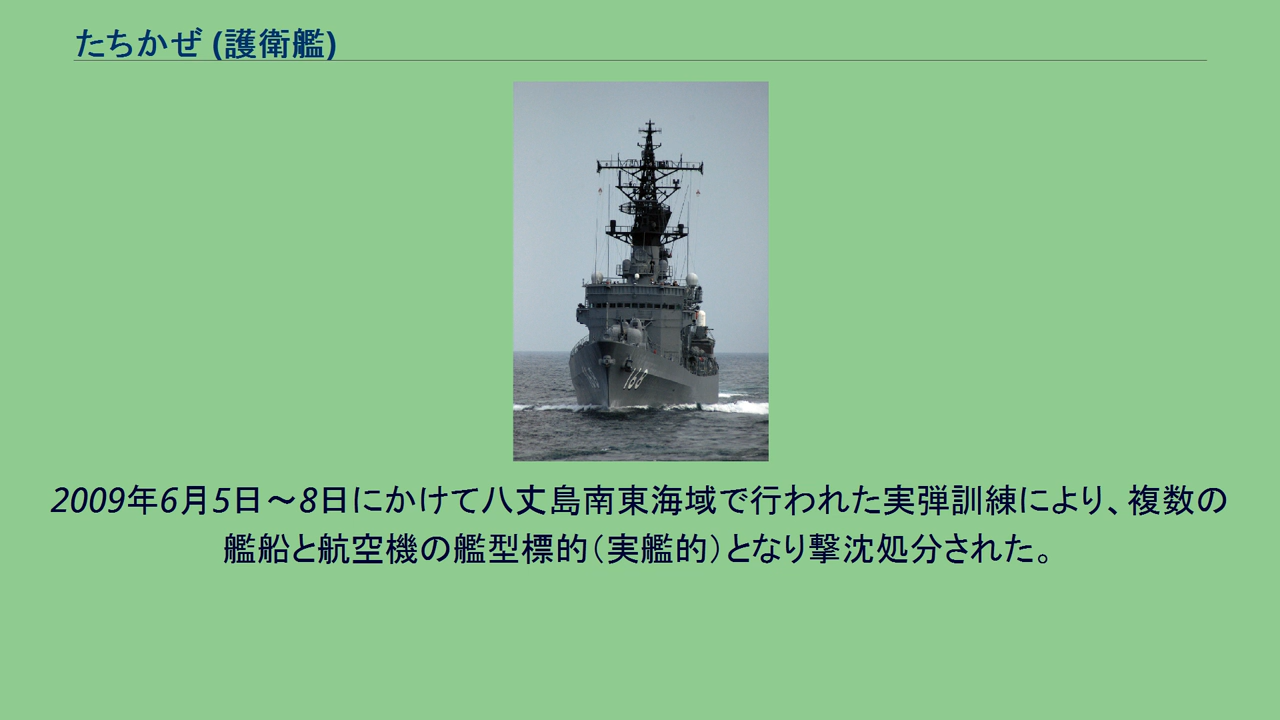 たちかぜ (護衛艦)
168
2009年6月5日～8日にかけて八丈島南東海域で行われた実弾訓練により、複数の
艦船と航空機の艦型標的（実艦的）となり撃沈処分された。